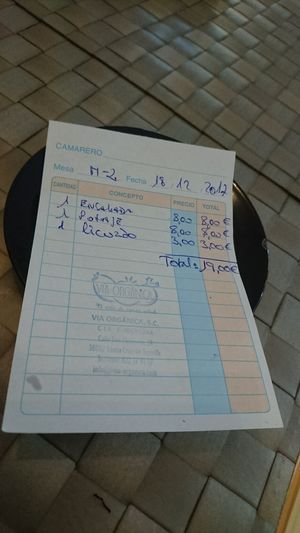 CAMARERO:
Mesa M-2 Fecha 18.12.2017
CANTIDAD CONCEPTO PRECIO TOTAL
1 ENSALADA 8,00 8,00€
1 POTAJE 8,00 8,00€
1 Licuado 3,00 3,00€
Total: 19,00€
VIA ORGÁNICA
VIA ORGÁNICA, S.C.